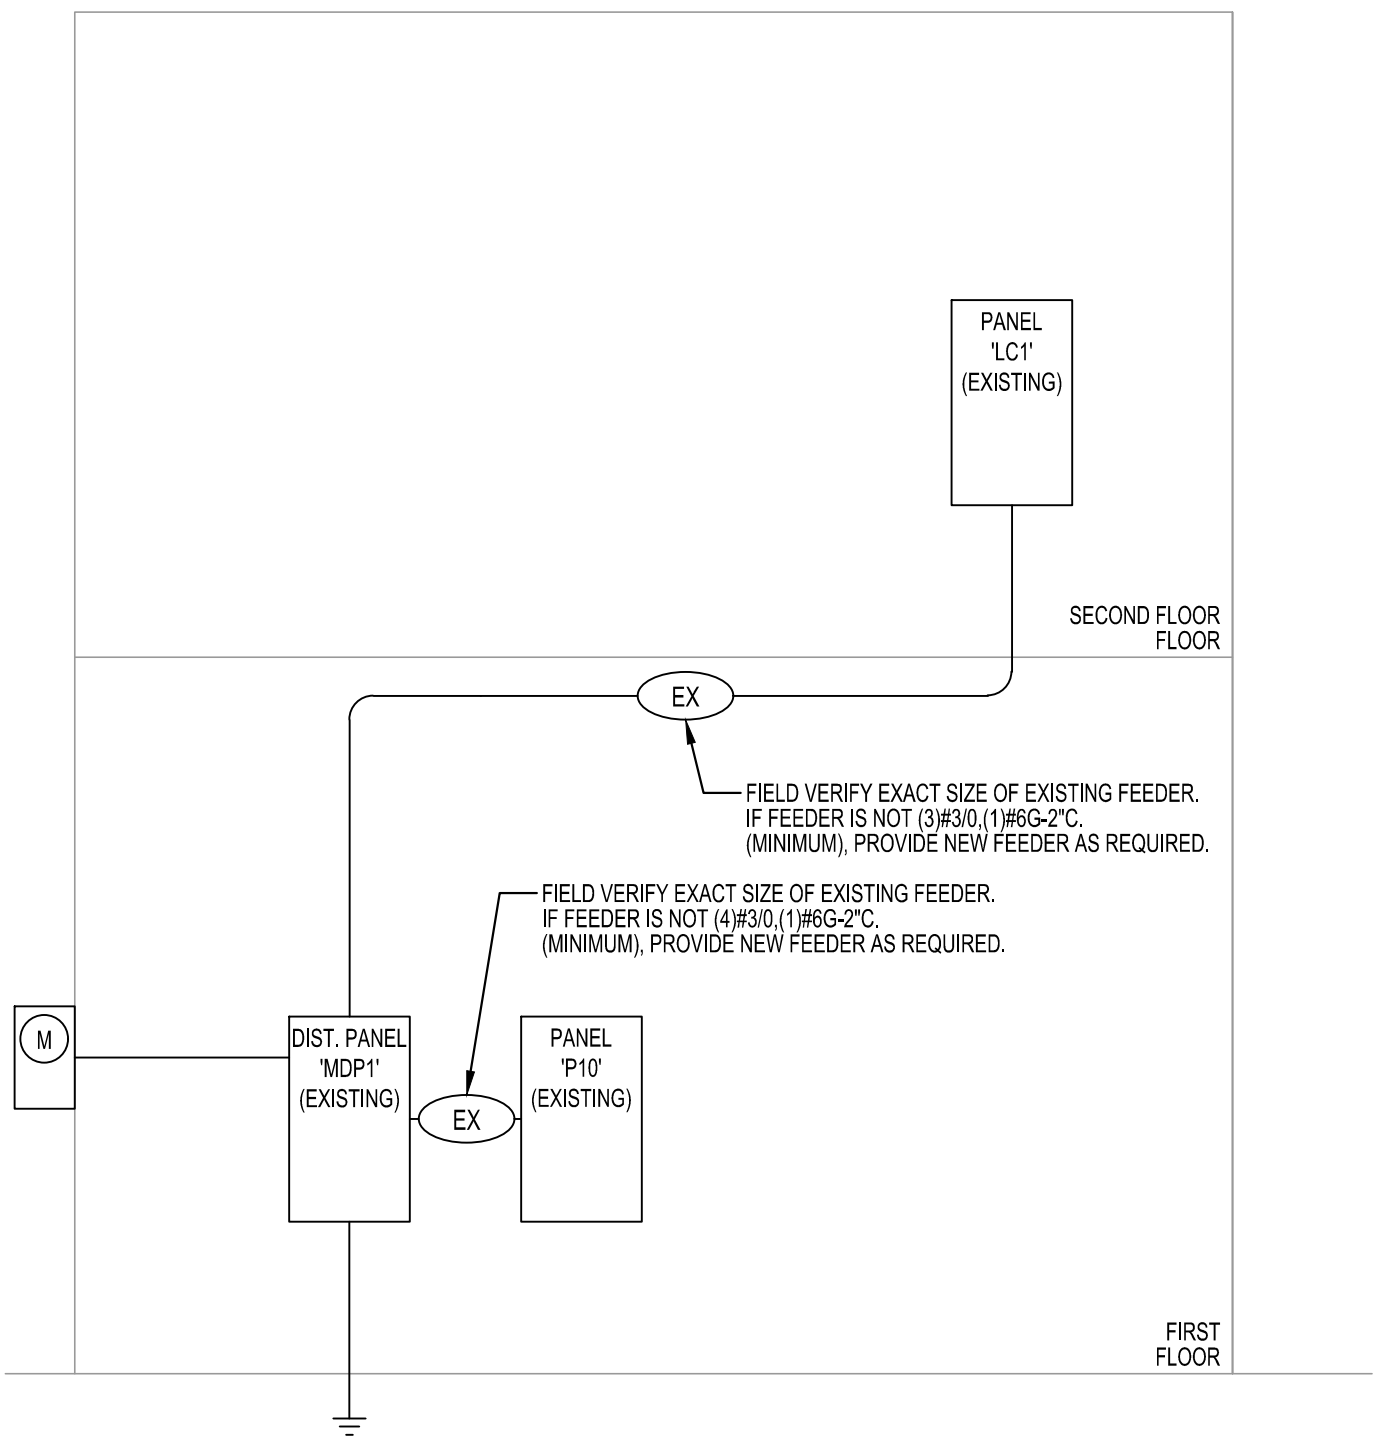 PANEL
'LC1'
(EXISTING)
SECOND FLOOR
FLOOR
EX
FIELD VERIFY EXACT SIZE OF EXISTING FEEDER.
IF FEEDER IS NOT (3)#3/0,(1)#6G-2"C.
(MINIMUM), PROVIDE NEW FEEDER AS REQUIRED.
FIELD VERIFY EXACT SIZE OF EXISTING FEEDER.
IF FEEDER IS NOT (4)#3/0,(1)#6G-2"C.
(MINIMUM), PROVIDE NEW FEEDER AS REQUIRED.
M
DIST. PANEL
'MDP1'
(EXISTING)
EX
PANEL
'P10'
(EXISTING)
FIRST
FLOOR